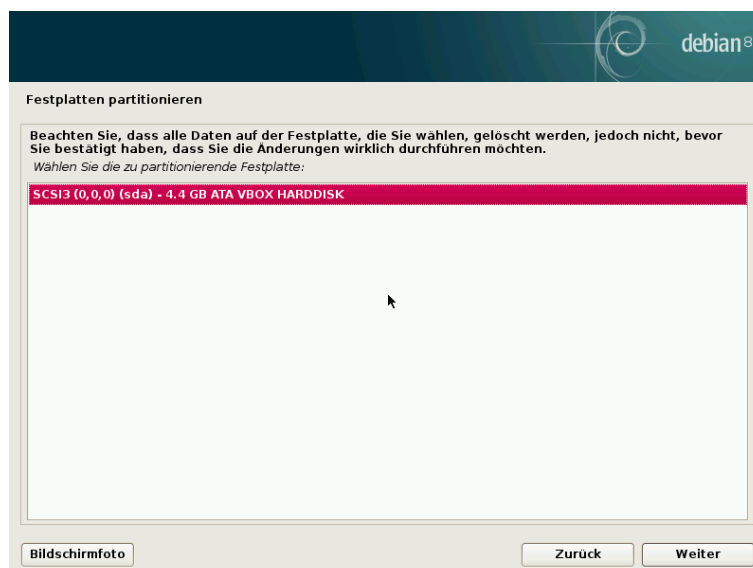 debian 8
Festplatten partitionieren
Beachten Sie, dass alle Daten auf der Festplatte, die Sie wählen, gelöscht werden, jedoch nicht, bevor
Sie bestätigt haben, dass Sie die Änderungen wirklich durchführen möchten.
Wählen Sie die zu partitionierende Festplatte:
SCSI3 (0,0,0) (sda) - 4.4 GB ATA VBOX HARDDISK
Bildschirmfoto
Zurück
Weiter